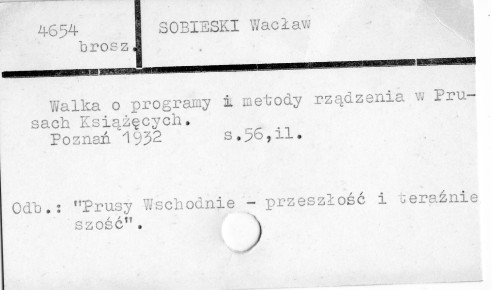 4654
brosz.
SOBIESKI Wacław
Walka o programy i metody rządzenia w Pru-
sach Książęcych.
Poznań 1932 s.56,il.
Odb.: "Prusy Wschodnie - przeszłość i teraźnie
szość".